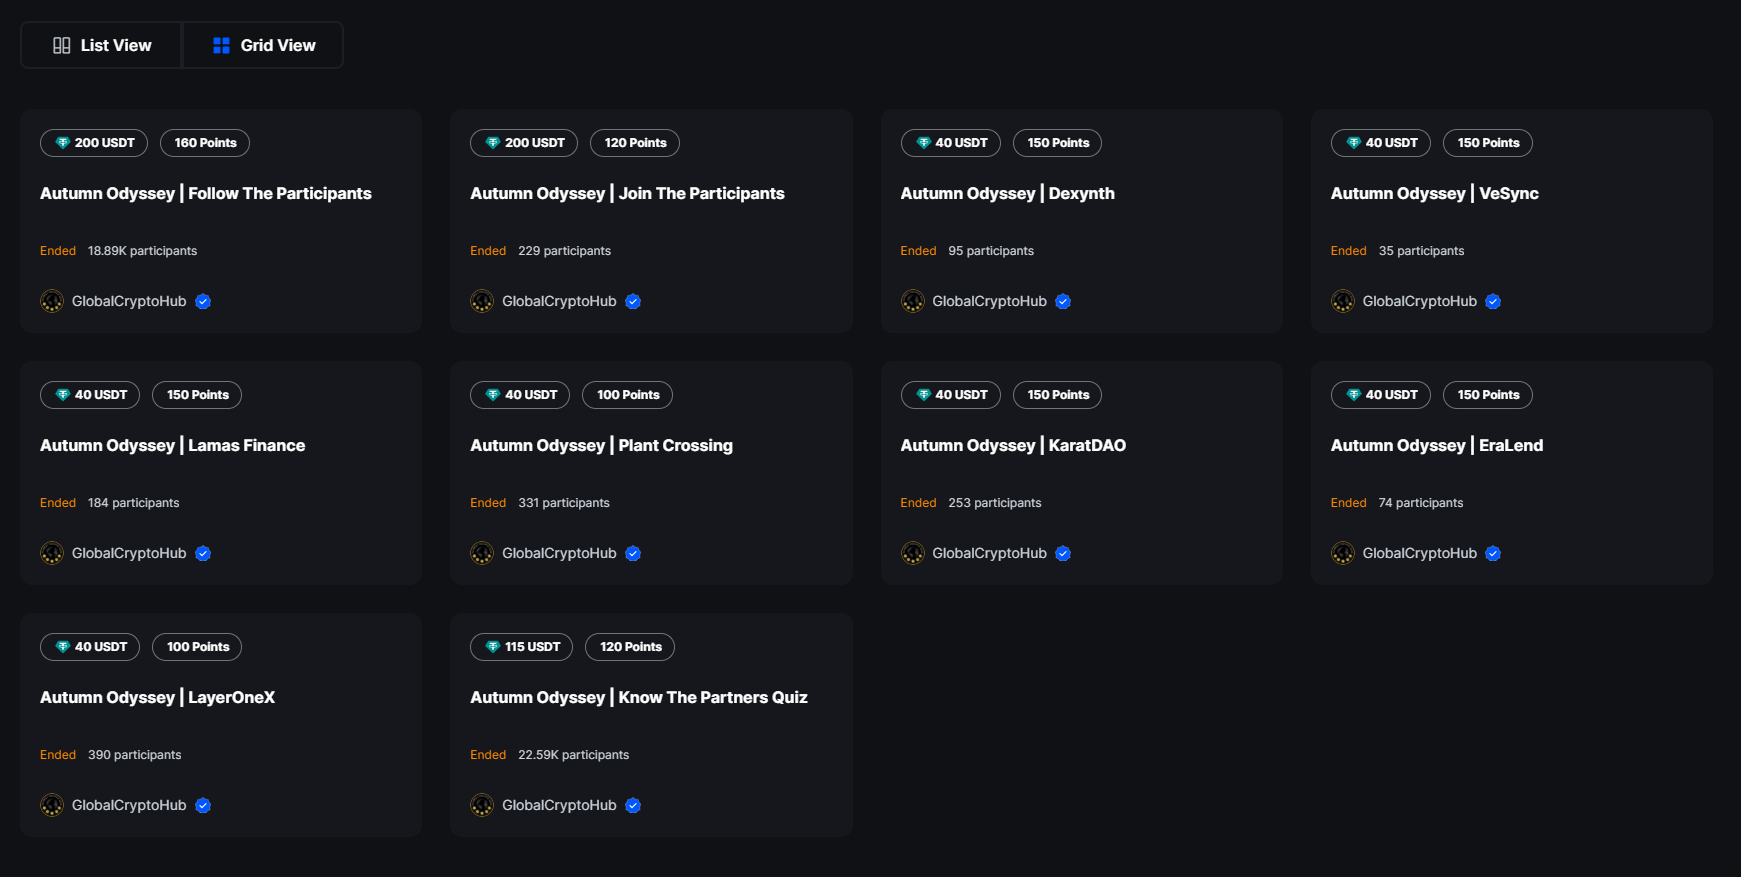 List View Grid View
200 USDT 160 Points
Autumn Odyssey | Follow The Participants
Ended 18.89K participants
GlobalCryptoHub
200 USDT 120 Points
Autumn Odyssey | Join The Participants
Ended 229 participants
GlobalCryptoHub
40 USDT 150 Points
Autumn Odyssey | Dexynth
Ended 95 participants
GlobalCryptoHub
40 USDT 150 Points
Autumn Odyssey | VeSync
Ended 35 participants
GlobalCryptoHub
40 USDT 150 Points
Autumn Odyssey | Lamas Finance
Ended 184 participants
GlobalCryptoHub
40 USDT 100 Points
Autumn Odyssey | Plant Crossing
Ended 331 participants
GlobalCryptoHub
40 USDT 150 Points
Autumn Odyssey | KaratDAO
Ended 253 participants
GlobalCryptoHub
40 USDT 150 Points
Autumn Odyssey | EraLend
Ended 74 participants
GlobalCryptoHub
40 USDT 100 Points
Autumn Odyssey | LayerOneX
Ended 390 participants
GlobalCryptoHub
115 USDT 120 Points
Autumn Odyssey | Know The Partners Quiz
Ended 22.59K participants
GlobalCryptoHub